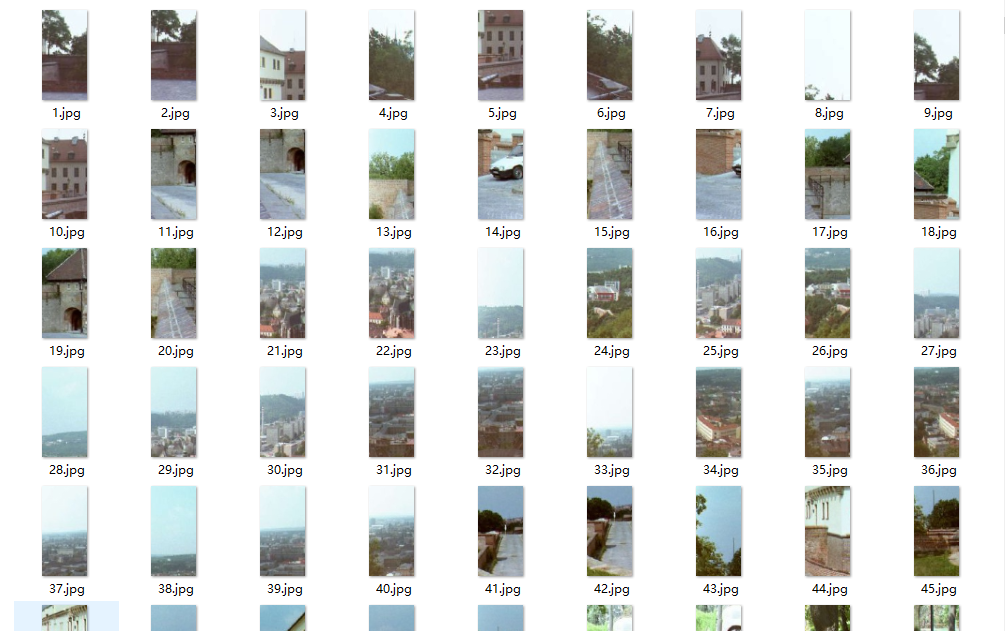 1.jpg 2.jpg 3.jpg 4.jpg 5.jpg 6.jpg 7.jpg 8.jpg 9.jpg
10.jpg 11.jpg 12.jpg 13.jpg 14.jpg 15.jpg 16.jpg 17.jpg 18.jpg
19.jpg 20.jpg 21.jpg 22.jpg 23.jpg 24.jpg 25.jpg 26.jpg 27.jpg
28.jpg 29.jpg 30.jpg 31.jpg 32.jpg 33.jpg 34.jpg 35.jpg 36.jpg
37.jpg 38.jpg 39.jpg 40.jpg 41.jpg 42.jpg 43.jpg 44.jpg 45.jpg